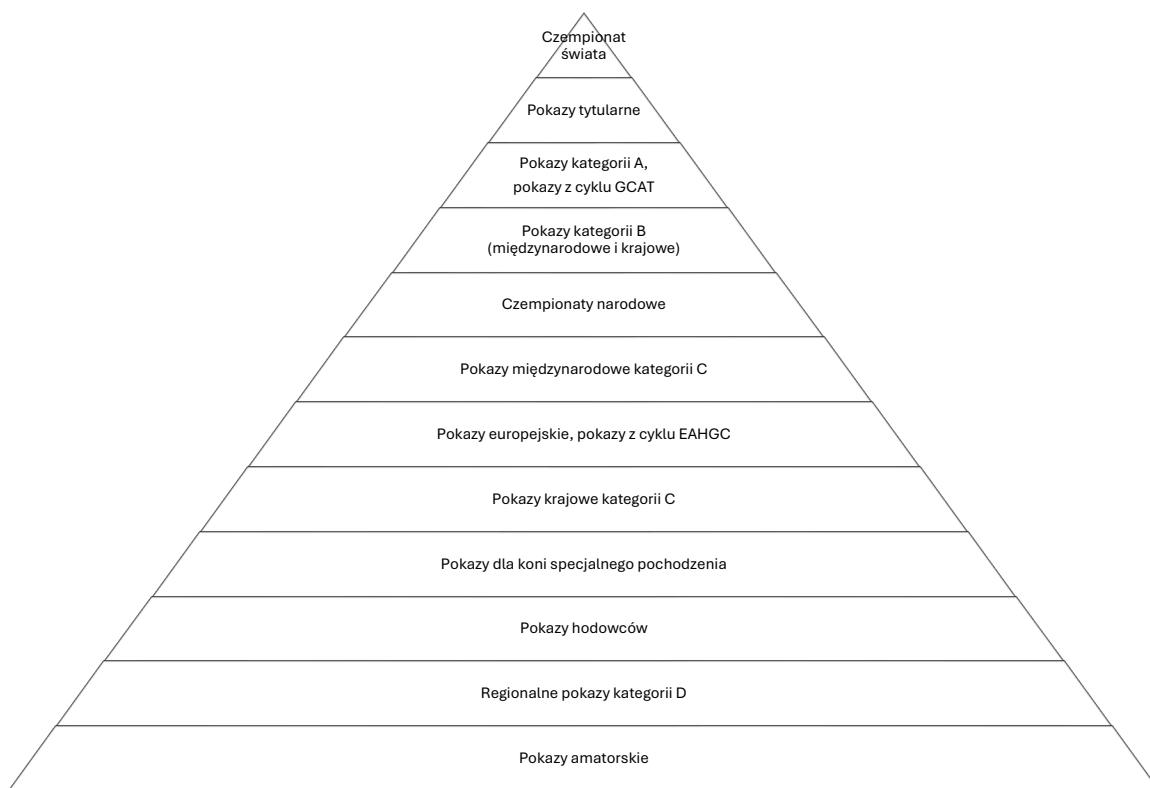 Czempionat
świata
Pokazy tytularne
Pokazy kategorii A,
pokazy z cyklu GCAT
Pokazy kategorii B
(międzynarodowe i krajowe)
Czempionaty narodowe
Pokazy międzynarodowe kategorii C
Pokazy europejskie, pokazy z cyklu EAHGC
Pokazy krajowe kategorii C
Pokazy dla koni specjalnego pochodzenia
Pokazy hodowców
Regionalne pokazy kategorii D
Pokazy amatorskie